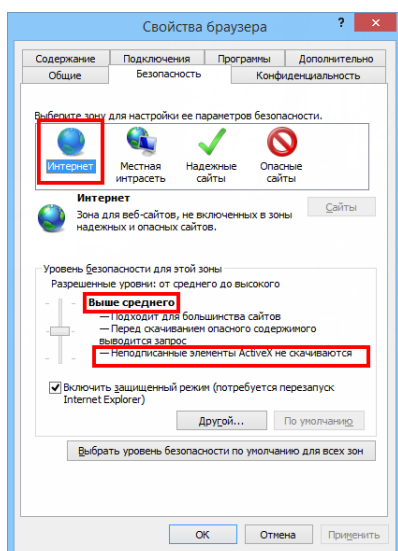 Свойства браузера
?
×
Содержание Подключения Программы Дополнительно
Общие Безопасность Конфиденциальность
Выберите зону для настройки ее параметров безопасности.
Интернет
Местная интрасеть
Надежные сайты
Опасные сайты
Интернет
Зона для веб-сайтов, не включенных в зоны
надежных и опасных сайтов.
Сайты
Уровень безопасности для этой зоны
Разрешенные уровни: от среднего до высокого
Выше среднего
— Подходит для большинства сайтов
— Перед скачиванием опасного содержимого
выводится запрос
— Неподписанные элементы ActiveX не скачиваются
Включить защищенный режим (потребуется перезапуск
Internet Explorer)
Другой... По умолчанию
Выбрать уровень безопасности по умолчанию для всех зон
OK Отмена Применить